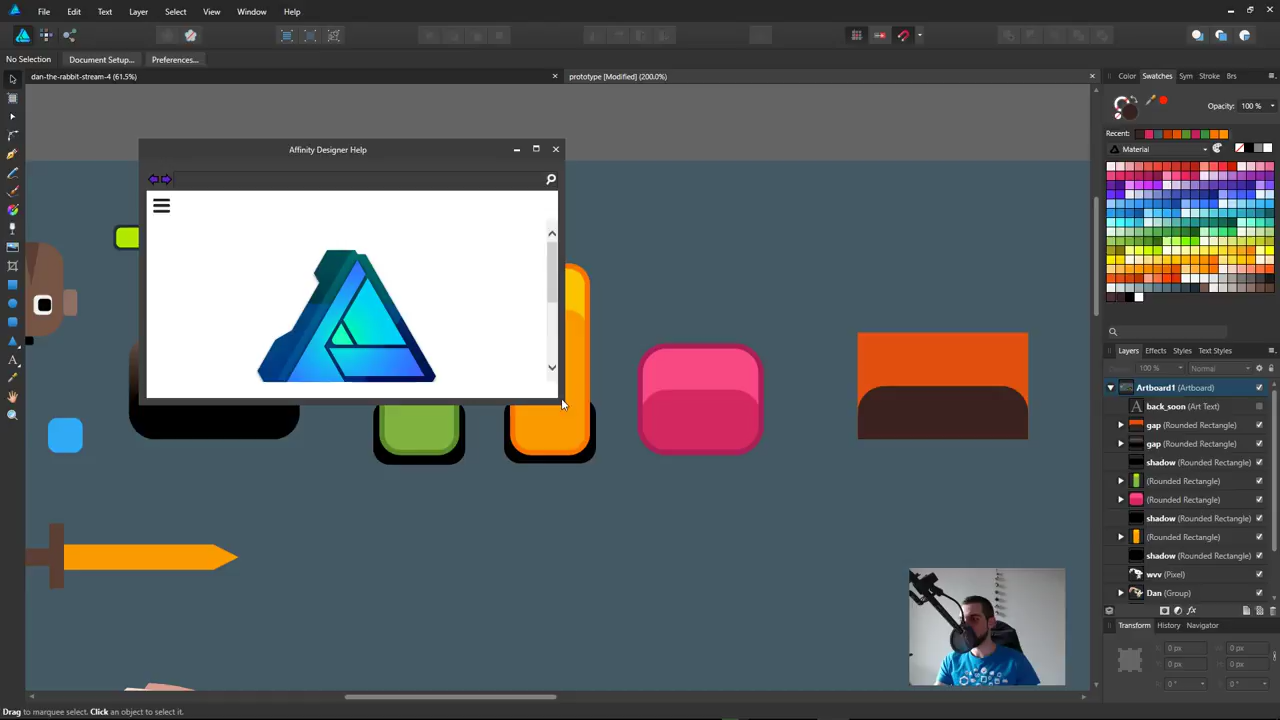 File Edit Text Layer Select View Window Help
No Selection Document Setup... Preferences...
dan-the-rabbit-stream-4 (61.5%)
prototype [Modified] (200.0%)
Color Swatches Sym Stroke Brs
Opacity: 100 %
Recent:
Material
Affinity Designer Help
Layers Effects Styles Text Styles
100 % Normal
Artboard1 (Artboard)
back_soon (Art Text)
gap (Rounded Rectangle)
gap (Rounded Rectangle)
shadow (Rounded Rectangle)
(Rounded Rectangle)
(Rounded Rectangle)
shadow (Rounded Rectangle)
(Rounded Rectangle)
shadow (Rounded Rectangle)
wvv (Pixel)
Dan (Group)
Transform History Navigator
0 px 0 px
0 px 0 px
0 ° 0 °
Drag to marquee select. Click an object to select it.